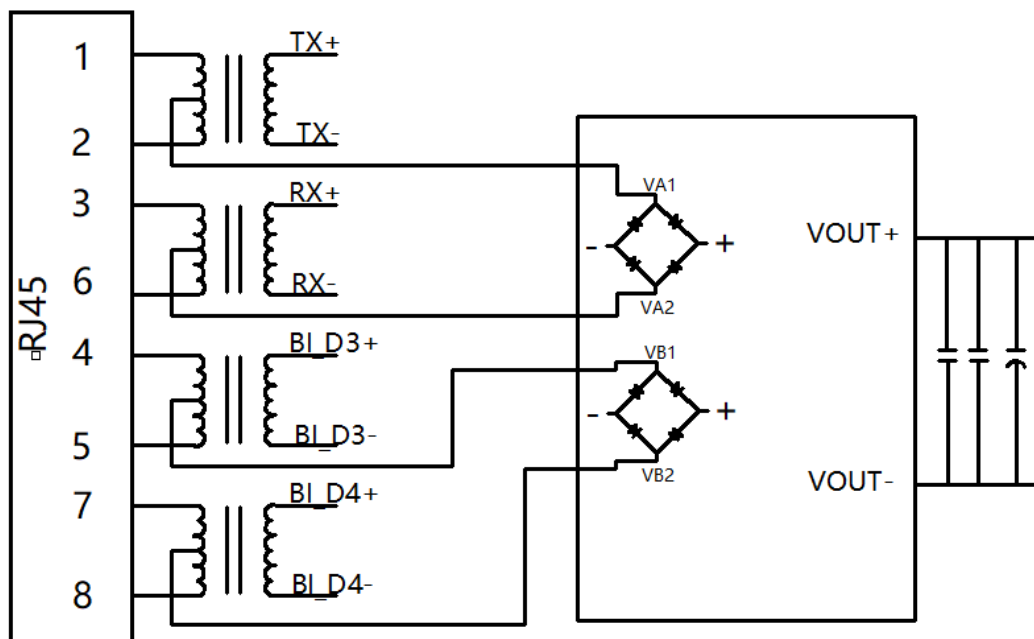 RJ45
1
2
3
6
4
5
7
8
TX+
TX-
RX+
RX-
BI_D3+
BI_D3-
BI_D4+
BI_D4-
VA1
- +
VA2
VB1
- +
VB2
VOUT+
VOUT-